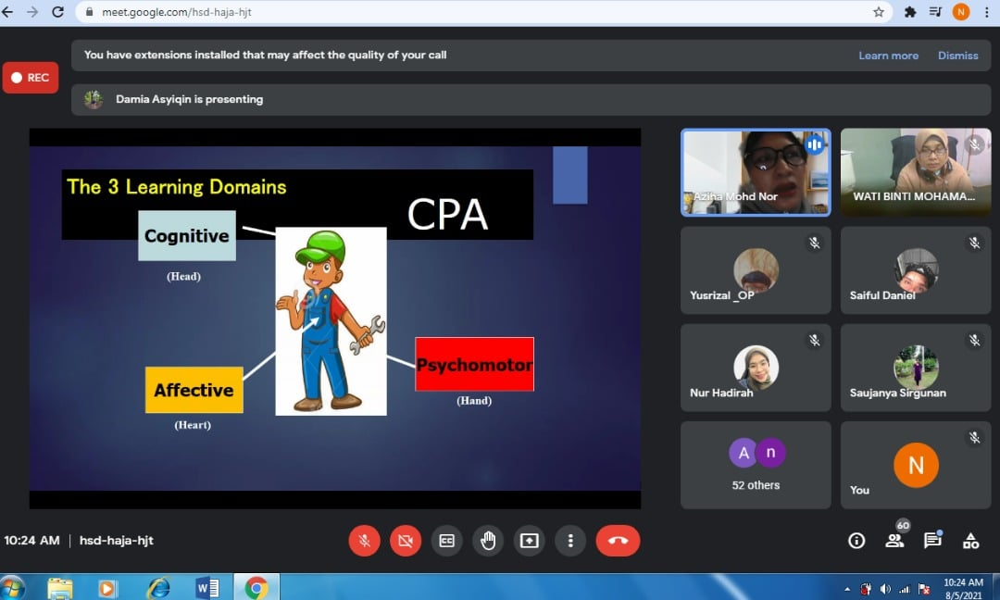 meet.google.com/hsd-haja-hjt
N
You have extensions installed that may affect the quality of your call
Learn more
Dismiss
REC
Damia Asyiqin is presenting
The 3 Learning Domains
CPA
Cognitive
(Head)
Affective
(Heart)
Psychomotor
(Hand)
Aziha Mohd Nor
WATI BINTI MOHAMA...
Yusrizal _OP
Saiful Daniel
Nur Hadirah
Saujanya Sirgunan
A
n
52 others
N
You
10:24 AM | hsd-haja-hjt
CC
60
W
10:24 AM
8/5/2021